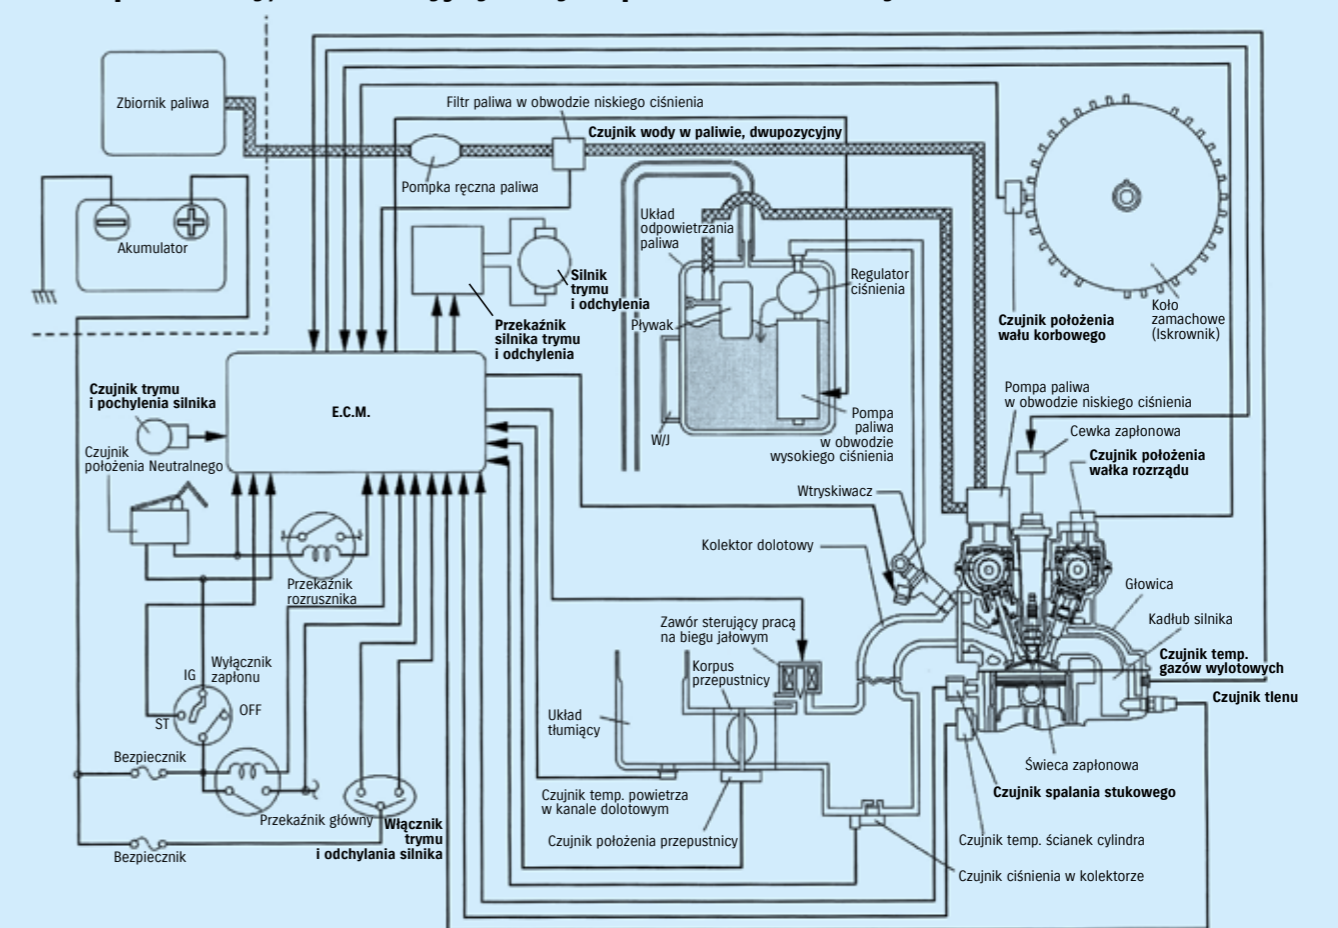 Zbiornik paliwa
Filtr paliwa w obwodzie niskiego ciśnienia
Czujnik wody w paliwie, dwupozycyjny
Pompka ręczna paliwa
Akumulator
Układ
odpowietrzania
paliwa
Silnik
trymu
i odchylenia
Regulator
ciśnienia
Pływak
Przekaźnik
silnika trymu
i odchylenia
Czujnik położenia
wału korbowego
Koło
zamachowe
(Iskrownik)
Czujnik trymu
i pochylenia silnika
E.C.M.
Pompa paliwa
w obwodzie niskiego ciśnienia
Pompa
paliwa
w obwodzie
wysokiego ciśnienia
W/J
Cewka zapłonowa
Czujnik położenia
wałka rozrządu
Czujnik
położenia Neutralnego
Wtryskiwacz
Kolektor dolotowy
Przekaźnik
rozrusznika
Głowica
Kadłub silnika
Zawór sterujący pracą
na biegu jałowym
Czujnik temp.
gazów wylotowych
Wyłącznik
zapłonu
IG
OFF
ST
Korpus
przepustnicy
Czujnik tlenu
Układ
tłumiący
Bezpiecznik
Świeca zapłonowa
Czujnik spalania stukowego
Czujnik temp. powietrza
w kanale dolotowym
Przekaźnik główny
Włącznik
trymu
i odchylania silnika
Czujnik położenia przepustnicy
Czujnik temp. ścianek cylindra
Bezpiecznik
Czujnik ciśnienia w kolektorze